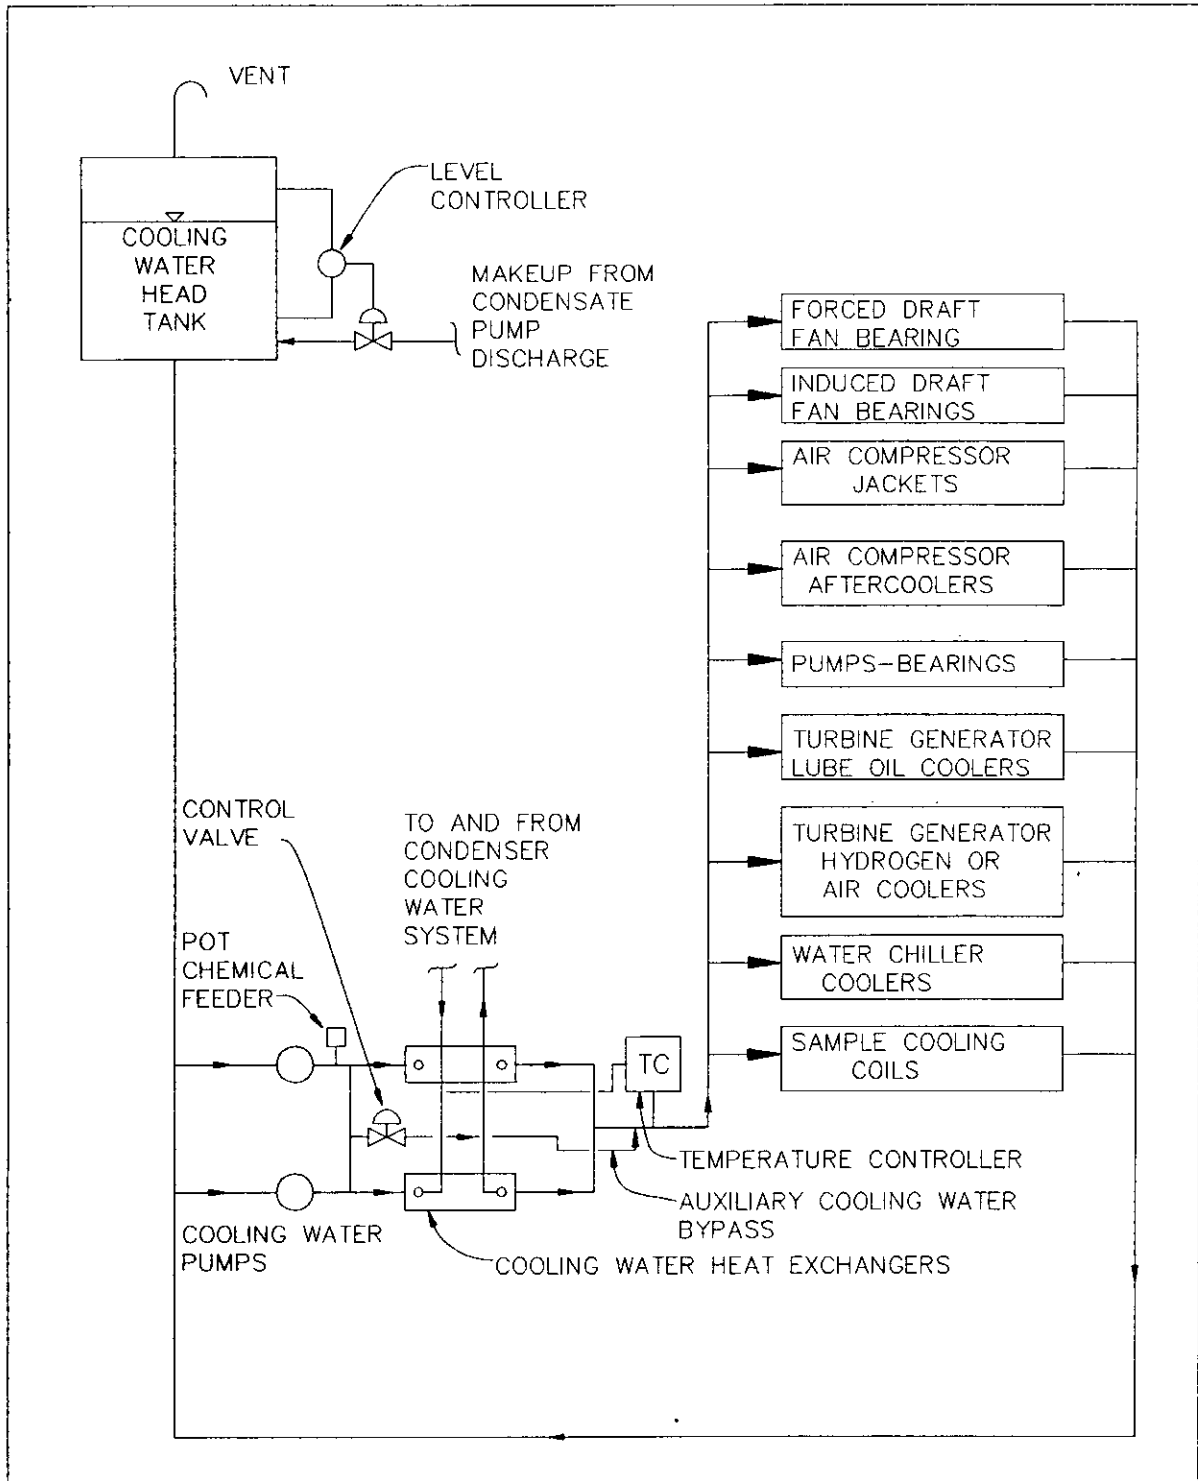 VENT
LEVEL
CONTROLLER
COOLING
WATER
HEAD
TANK
MAKEUP FROM
CONDENSATE
PUMP
DISCHARGE
FORCED DRAFT
FAN BEARING
INDUCED DRAFT
FAN BEARINGS
AIR COMPRESSOR
JACKETS
AIR COMPRESSOR
AFTERCOOLERS
PUMPS-BEARINGS
TURBINE GENERATOR
LUBE OIL COOLERS
TURBINE GENERATOR
HYDROGEN OR
AIR COOLERS
WATER CHILLER
COOLERS
SAMPLE COOLING
COILS
CONTROL
VALVE
TO AND FROM
CONDENSER
COOLING
WATER
SYSTEM
POT
CHEMICAL
FEEDER
TC
TEMPERATURE CONTROLLER
AUXILIARY COOLING WATER
BYPASS
COOLING WATER
PUMPS
COOLING WATER HEAT EXCHANGERS